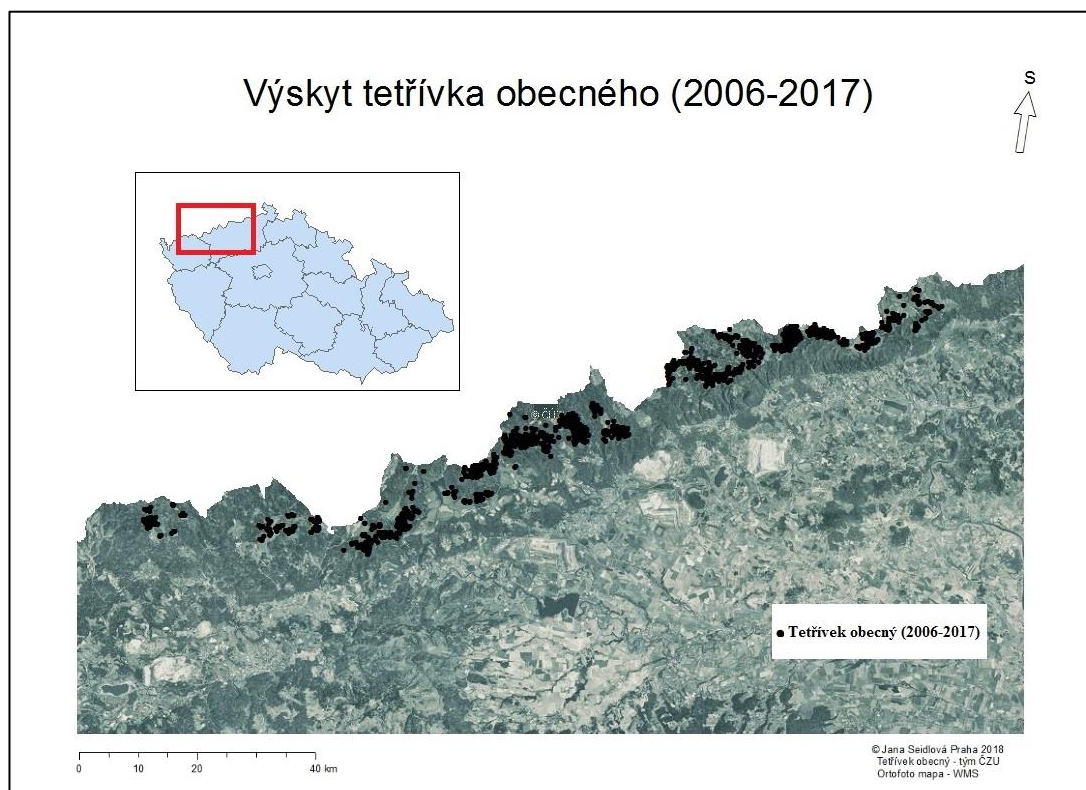 Výskyt tetřívka obecného (2006-2017)
S
Tetřívek obecný (2006-2017)
0 10 20 40 km
© Jana Seidlová Praha 2018
Tetřívek obecný - tým ČZU
Ortofoto mapa - WMS